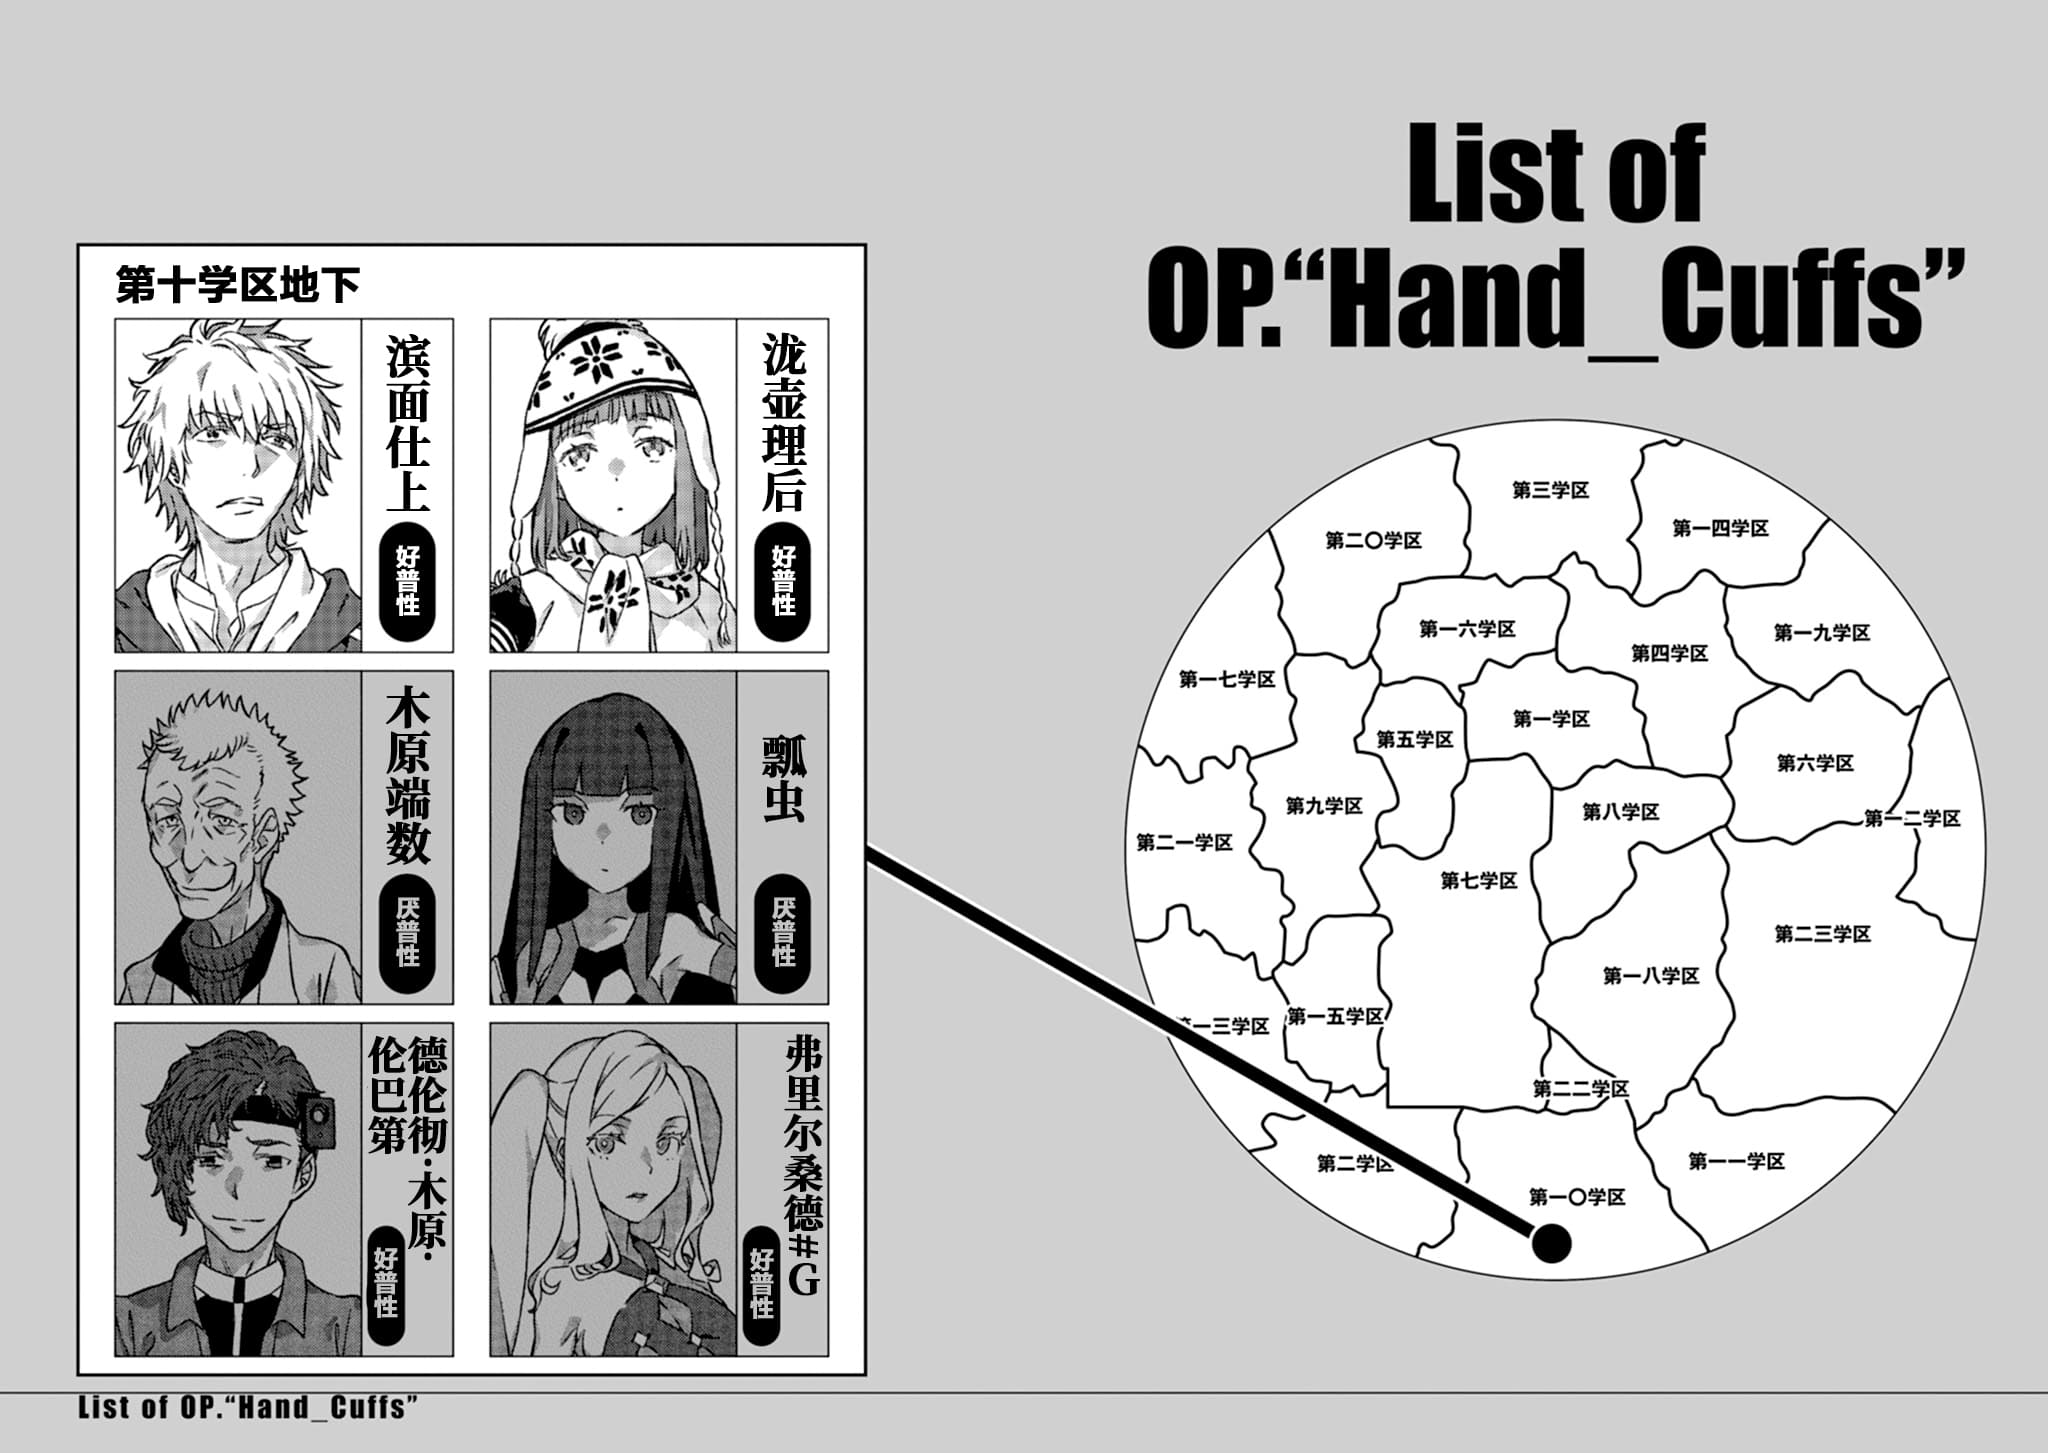 List of
OP.“Hand_Cuffs”
第十学区地下
滨面仕上
好普性
泷壶理后
好普性
木原端数
厌普性
瓢虫
厌普性
德伦彻·木原·
伦巴第
好普性
弗里尔桑德#G
好普性
第三学区
第一四学区
第二〇学区
第一六学区
第一九学区
第四学区
第一七学区
第一学区
第五学区
第六学区
第九学区
第八学区
第一二学区
第二一学区
第七学区
第二三学区
第一八学区
第一五学区
一三学区
第二二学区
第二学区
第一一学区
第一〇学区
List of OP.“Hand_Cuffs”